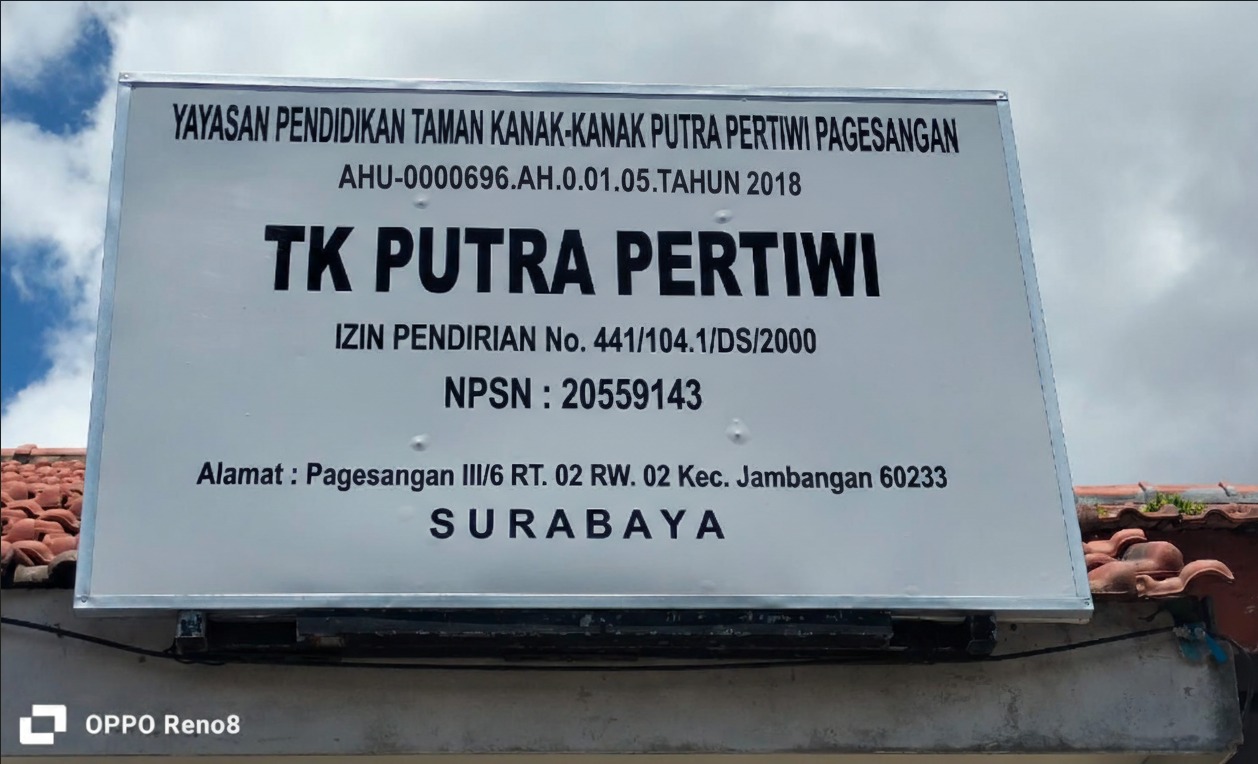 YAYASAN PENDIDIKAN TAMAN KANAK-KANAK PUTRA PERTIWI PAGESANGAN
AHU-0000696.AH.0.01.05.TAHUN 2018
TK PUTRA PERTIWI
IZIN PENDIRIAN No. 441/104.1/DS/2000
NPSN : 20559143
Alamat : Pagesangan III/6 RT. 02 RW. 02 Kec. Jambangan 60233
SURABAYA
OPPO Reno8